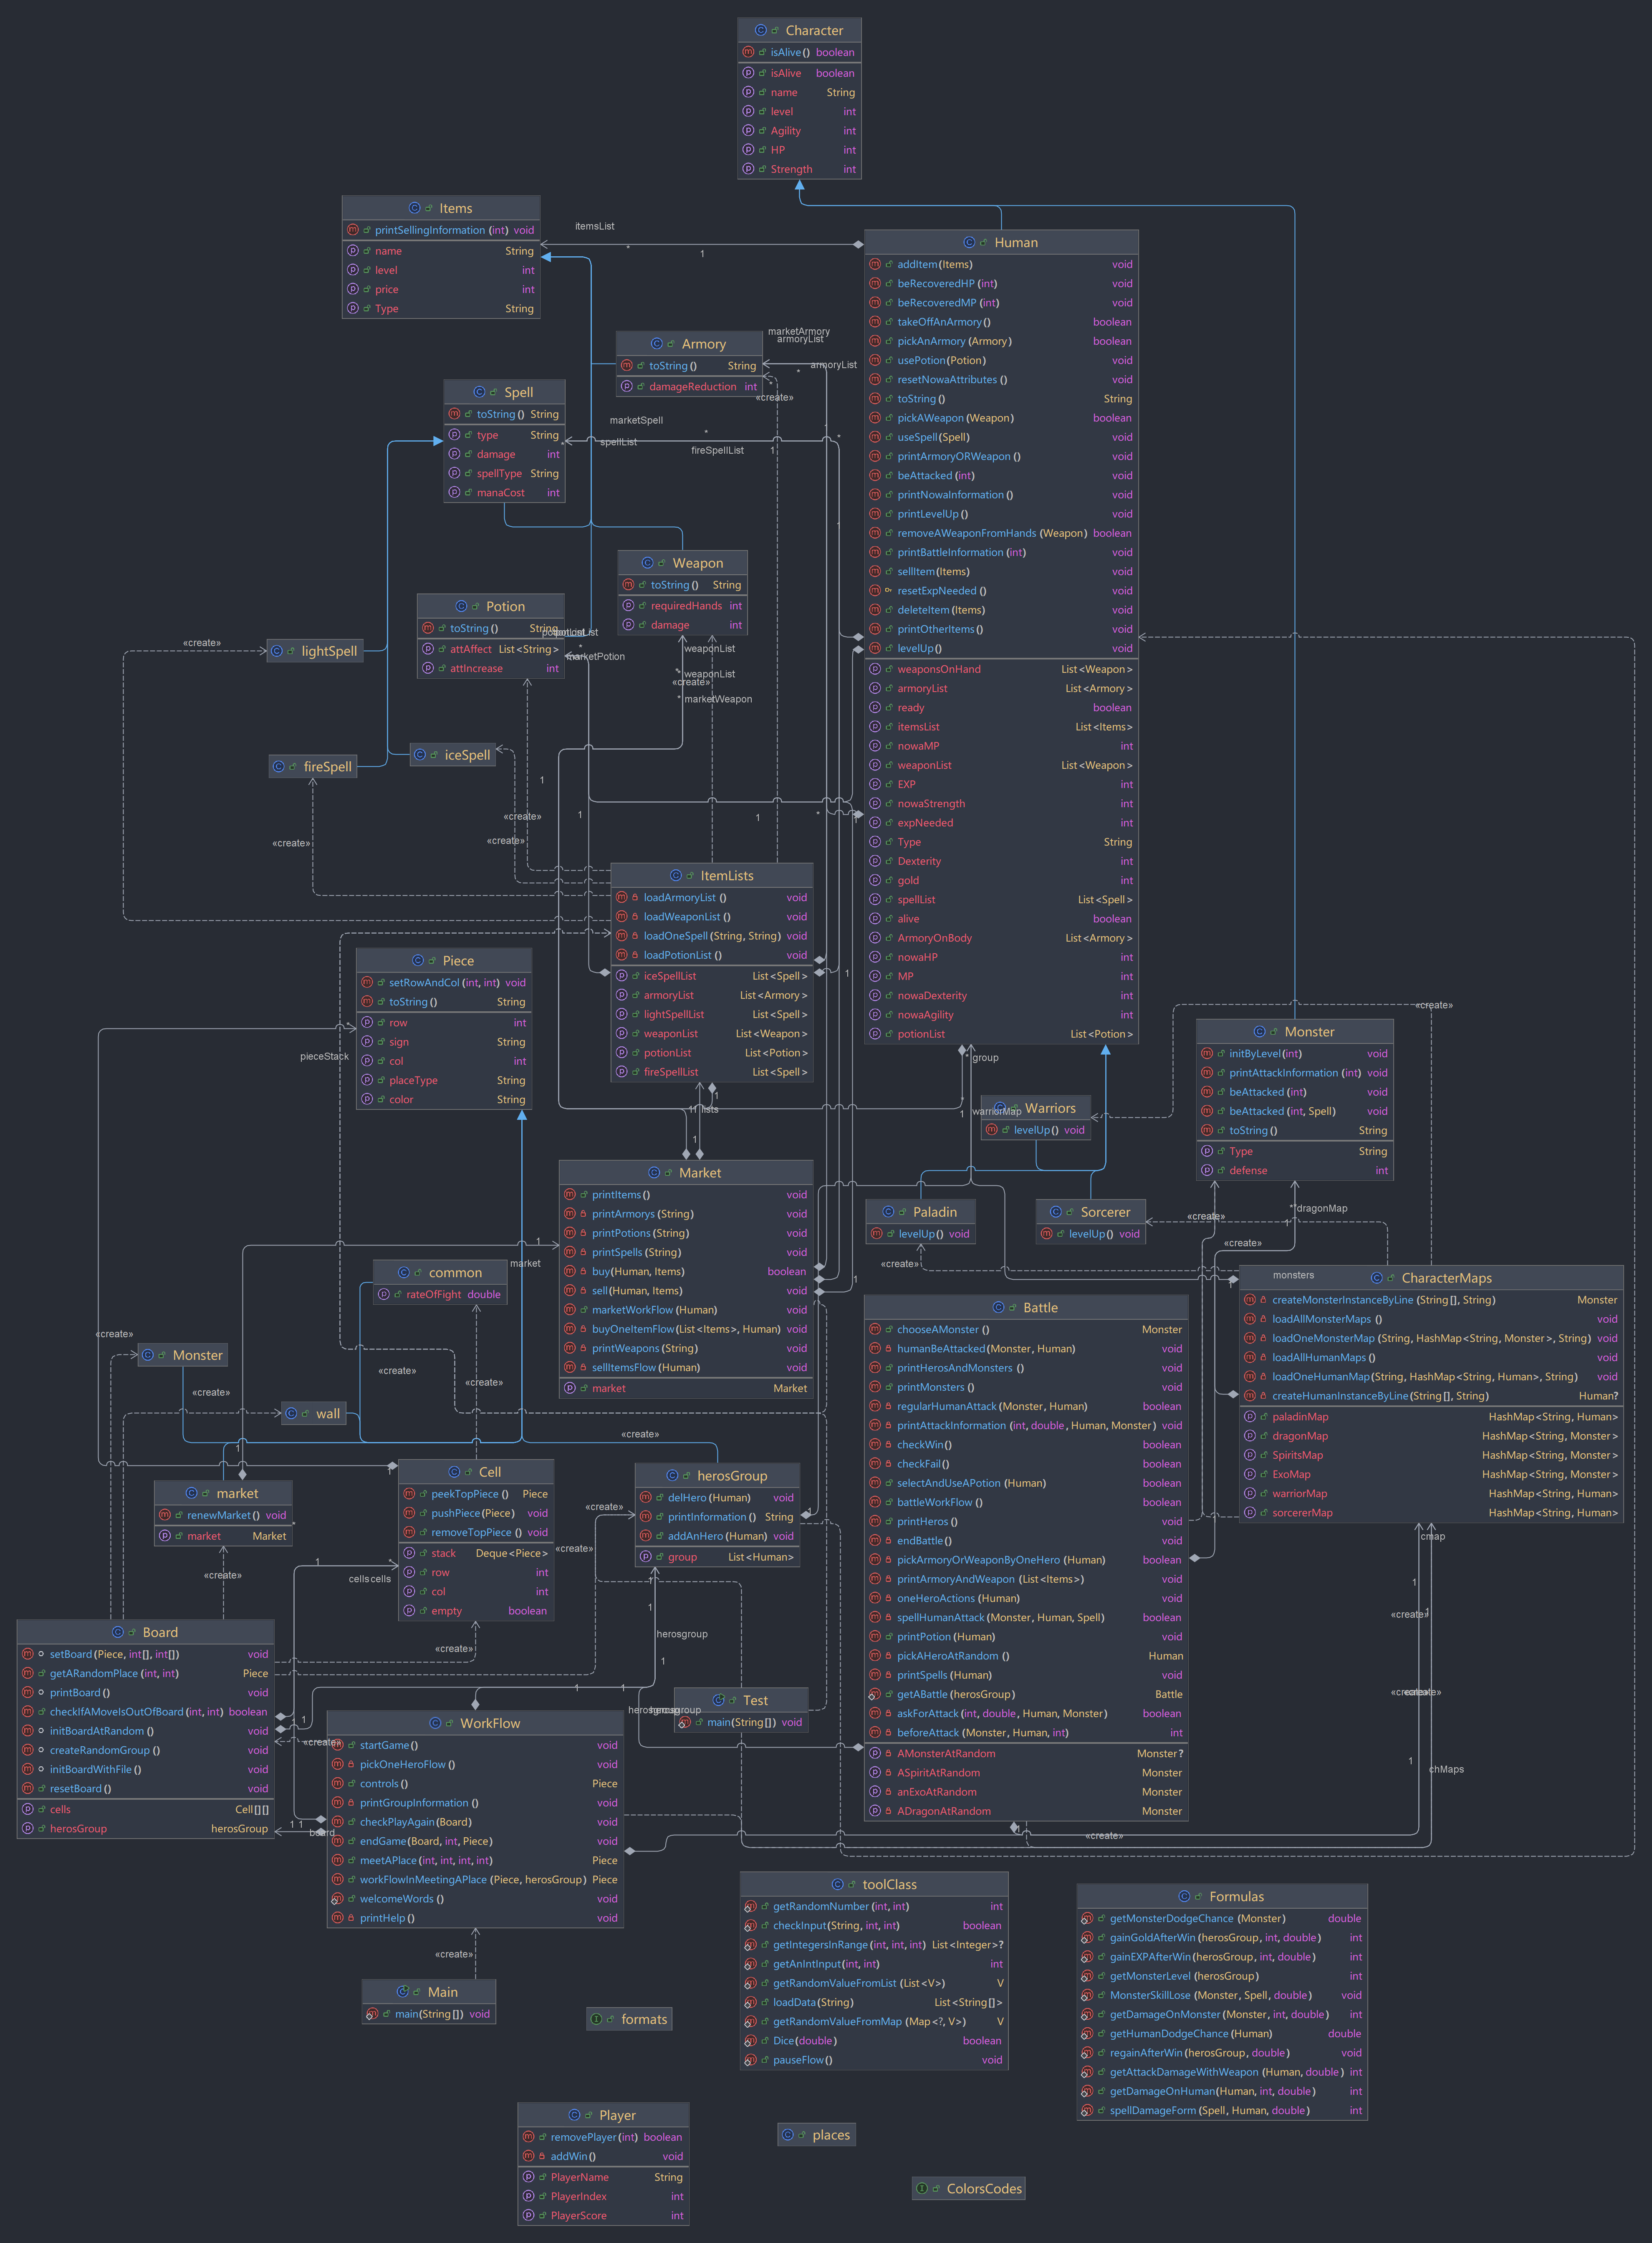 Character
isAlive() boolean
isAlive boolean
name String
level int
Agility int
HP int
Strength int
Items
printSellingInformation (int) void
name String
level int
price int
Type String
itemsList
*
1
Human
addItem(Items) void
beRecoveredHP (int) void
beRecoveredMP (int) void
takeOffAnArmory() boolean
pickAnArmory (Armory) boolean
usePotion(Potion) void
resetNowaAttributes () void
toString() String
pickAWeapon(Weapon) boolean
useSpell(Spell) void
printArmoryORWeapon () void
beAttacked (int) void
printNowaInformation() void
printLevelUp() void
removeAWeaponFromHands (Weapon) boolean
printBattleInformation (int) void
sellItem(Items) void
resetExpNeeded () void
deleteItem(Items) void
printOtherItems() void
levelUp() void
weaponsOnHand List<Weapon>
armoryList List<Armory>
ready boolean
itemsList List<Items>
nowaMP int
weaponList List<Weapon>
EXP int
nowaStrength int
expNeeded int
Type String
Dexterity int
gold int
spellList List<Spell>
alive boolean
ArmoryOnBody List<Armory>
nowaHP int
MP int
nowaDexterity int
nowaAgility int
potionList List<Potion>
marketArmory
armoryList
armoryList
Armory
toString() String
damageReduction int
«create»
Spell
toString() String
type String
damage int
spellType String
manaCost int
marketSpell
spellList
fireSpellList
1
Weapon
toString() String
requiredHands int
damage int
weaponList
weaponList
«create»
* marketWeapon
Potion
toString() String
attAffect List<String>
attIncrease int
marketPotion
«create»
lightSpell
fireSpell
iceSpell
1
1
1
«create»
«create»
«create»
ItemLists
loadArmoryList () void
loadWeaponList () void
loadOneSpell(String, String) void
loadPotionList () void
iceSpellList List<Spell>
armoryList List<Armory>
lightSpellList List<Spell>
weaponList List<Weapon>
potionList List<Potion>
fireSpellList List<Spell>
Piece
setRowAndCol(int, int) void
toString() String
row int
sign String
col int
placeType String
color String
pieceStack
«create»
Monster
initByLevel(int) void
printAttackInformation (int) void
beAttacked (int) void
beAttacked (int, Spell) void
toString() String
Type String
defense int
* group
warriorMap
Warriors
levelUp() void
lists
1
Market
printItems() void
printArmorys(String) void
printPotions(String) void
printSpells(String) void
buy(Human, Items) boolean
sell(Human, Items) void
marketWorkFlow(Human) void
buyOneItemFlow(List<Items>, Human) void
printWeapons(String) void
sellItemsFlow(Human) void
market Market
Paladin
levelUp() void
Sorcerer
levelUp() void
«create»
* dragonMap
1
«create»
«create»
monsters
CharacterMaps
createMonsterInstanceByLine (String[], String) Monster
loadAllMonsterMaps () void
loadOneMonsterMap (String, HashMap<String, Monster>, String) void
loadAllHumanMaps() void
loadOneHumanMap(String, HashMap<String, Human>, String) void
createHumanInstanceByLine(String[], String) Human?
paladinMap HashMap<String, Human>
dragonMap HashMap<String, Monster>
SpiritsMap HashMap<String, Monster>
ExoMap HashMap<String, Monster>
warriorMap HashMap<String, Human>
sorcererMap HashMap<String, Human>
market
1
common
rateOfFight double
«create»
Monster
«create»
«create»
«create»
wall
«create»
1
Battle
chooseAMonster () Monster
humanBeAttacked(Monster, Human) void
printHerosAndMonsters () void
printMonsters() void
regularHumanAttack (Monster, Human) boolean
printAttackInformation (int, double, Human, Monster) void
checkWin() boolean
checkFail() boolean
selectAndUseAPotion (Human) boolean
battleWorkFlow () boolean
printHeros() void
endBattle() void
pickArmoryOrWeaponByOneHero (Human) boolean
printArmoryAndWeapon (List<Items>) void
oneHeroActions (Human) void
spellHumanAttack(Monster, Human, Spell) boolean
printPotion(Human) void
pickAHeroAtRandom () Human
printSpells(Human) void
getABattle(herosGroup) Battle
askForAttack(int, double, Human, Monster) boolean
beforeAttack (Monster, Human, int) int
AMonsterAtRandom Monster?
ASpiritAtRandom Monster
anExoAtRandom Monster
ADragonAtRandom Monster
Cell
peekTopPiece() Piece
pushPiece(Piece) void
removeTopPiece() void
stack Deque<Piece>
row int
col int
empty boolean
herosGroup
delHero(Human) void
printInformation() String
addAnHero(Human) void
group List<Human>
market
renewMarket() void
market Market
«create»
«create»
«create»
cells cells
1
cmap
Board
setBoard(Piece, int[], int[]) void
getARandomPlace (int, int) Piece
printBoard() void
checkIfAMoveIsOutOfBoard(int, int) boolean
initBoardAtRandom () void
createRandomGroup () void
initBoardWithFile() void
resetBoard() void
cells Cell[][]
herosGroup herosGroup
«create»
herosgroup
1
1
Test
main(String[]) void
«create»
WorkFlow
startGame() void
pickOneHeroFlow() void
controls() Piece
printGroupInformation() void
checkPlayAgain(Board) void
endGame(Board, int, Piece) void
meetAPlace(int, int, int, int) Piece
workFlowInMeetingAPlace (Piece, herosGroup) Piece
welcomeWords() void
printHelp() void
board
1 1
«create»
1
chMaps
«create»
«create»
Main
main(String[]) void
formats
toolClass
getRandomNumber(int, int) int
checkInput(String, int, int) boolean
getIntegersInRange(int, int, int) List<Integer>?
getAnIntInput(int, int) int
getRandomValueFromList (List<V>) V
loadData(String) List<String[]>
getRandomValueFromMap (Map<?, V>) V
Dice(double) boolean
pauseFlow() void
Formulas
getMonsterDodgeChance (Monster) double
gainGoldAfterWin(herosGroup, int, double) int
gainEXPAfterWin(herosGroup, int, double) int
getMonsterLevel (herosGroup) int
MonsterSkillLose (Monster, Spell, double) void
getDamageOnMonster(Monster, int, double) int
getHumanDodgeChance(Human) double
regainAfterWin(herosGroup, double) void
getAttackDamageWithWeapon (Human, double) int
getDamageOnHuman(Human, int, double) int
spellDamageForm (Spell, Human, double) int
Player
removePlayer(int) boolean
addWin() void
PlayerName String
PlayerIndex int
PlayerScore int
places
ColorsCodes